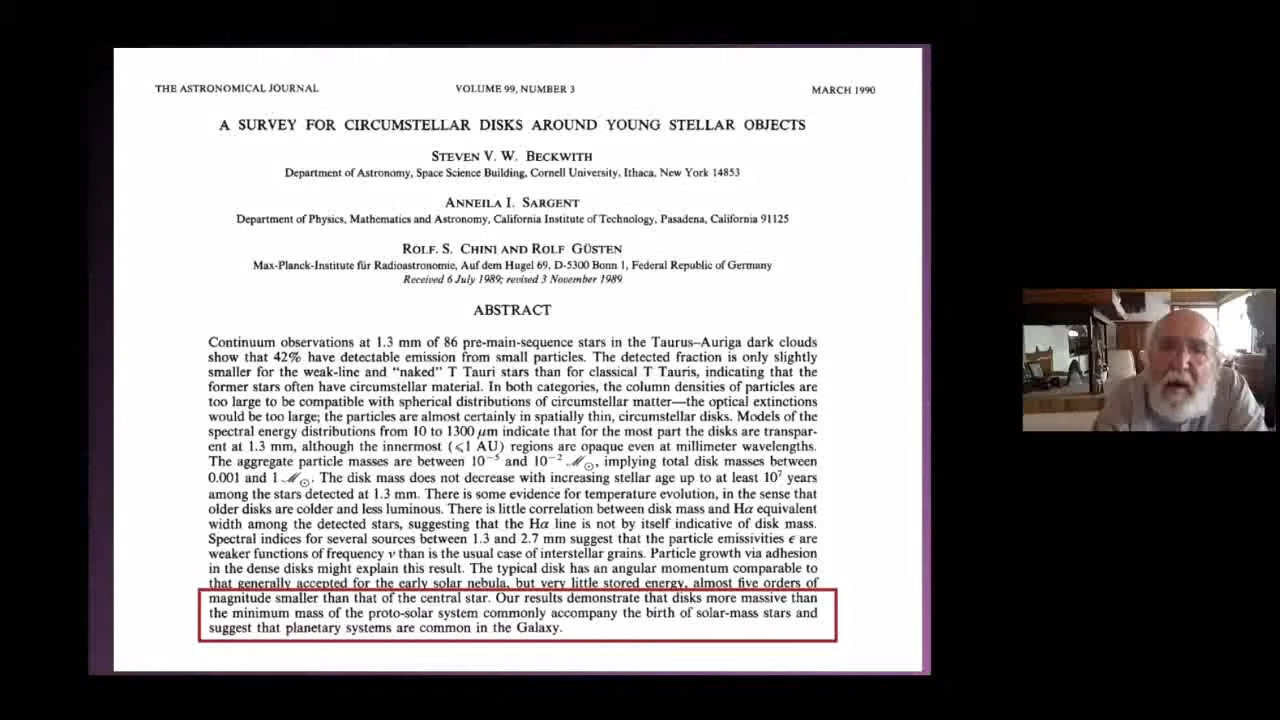 THE ASTRONOMICAL JOURNAL VOLUME 99, NUMBER 3 MARCH 1990
A SURVEY FOR CIRCUMSTELLAR DISKS AROUND YOUNG STELLAR OBJECTS
STEVEN V. W. BECKWITH
Department of Astronomy, Space Science Building, Cornell University, Ithaca, New York 14853
ANNEILA I. SARGENT
Department of Physics, Mathematics and Astronomy, California Institute of Technology, Pasadena, California 91125
ROLF. S. CHINI AND ROLF GÜSTEN
Max-Planck-Institute für Radioastronomie, Auf dem Hugel 69, D-5300 Bonn 1, Federal Republic of Germany
Received 6 July 1989; revised 3 November 1989
ABSTRACT
Continuum observations at 1.3 mm of 86 pre-main-sequence stars in the Taurus–Auriga dark clouds
show that 42% have detectable emission from small particles. The detected fraction is only slightly
smaller for the weak-line and “naked” T Tauri stars than for classical T Tauris, indicating that the
former stars often have circumstellar material. In both categories, the column densities of particles are
too large to be compatible with spherical distributions of circumstellar matter—the optical extinctions
would be too large; the particles are almost certainly in spatially thin, circumstellar disks. Models of the
spectral energy distributions from 10 to 1300 μm indicate that for the most part the disks are transpar-
ent at 1.3 mm, although the innermost (⩽1 AU) regions are opaque even at millimeter wavelengths.
The aggregate particle masses are between 10⁻⁵ and 10⁻² ℳ☉, implying total disk masses between
0.001 and 1 ℳ☉. The disk mass does not decrease with increasing stellar age up to at least 10⁷ years
among the stars detected at 1.3 mm. There is some evidence for temperature evolution, in the sense that
older disks are colder and less luminous. There is little correlation between disk mass and Hα equivalent
width among the detected stars, suggesting that the Hα line is not by itself indicative of disk mass.
Spectral indices for several sources between 1.3 and 2.7 mm suggest that the particle emissivities ϵ are
weaker functions of frequency ν than is the usual case of interstellar grains. Particle growth via adhesion
in the dense disks might explain this result. The typical disk has an angular momentum comparable to
that generally accepted for the early solar nebula, but very little stored energy, almost five orders of
magnitude smaller than that of the central star. Our results demonstrate that disks more massive than
the minimum mass of the proto-solar system commonly accompany the birth of solar-mass stars and
suggest that planetary systems are common in the Galaxy.